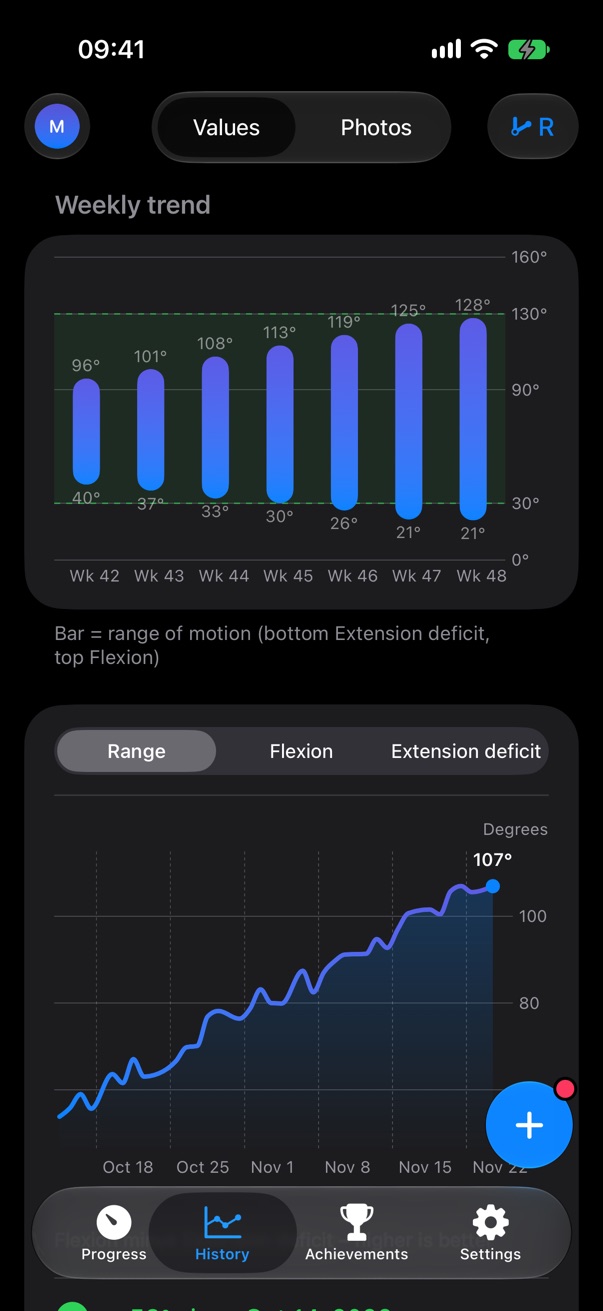 09:41
M
Values
Photos
R
Weekly trend
160°
130°
90°
30°
0°
96°
101°
108°
113°
119°
125°
128°
40°
37°
33°
30°
26°
21°
21°
Wk 42
Wk 43
Wk 44
Wk 45
Wk 46
Wk 47
Wk 48
Bar = range of motion (bottom Extension deficit,
top Flexion)
Range
Flexion
Extension deficit
Degrees
107°
100
80
Oct 18
Oct 25
Nov 1
Nov 8
Nov 15
Nov 22
Progress
History
Achievements
Settings